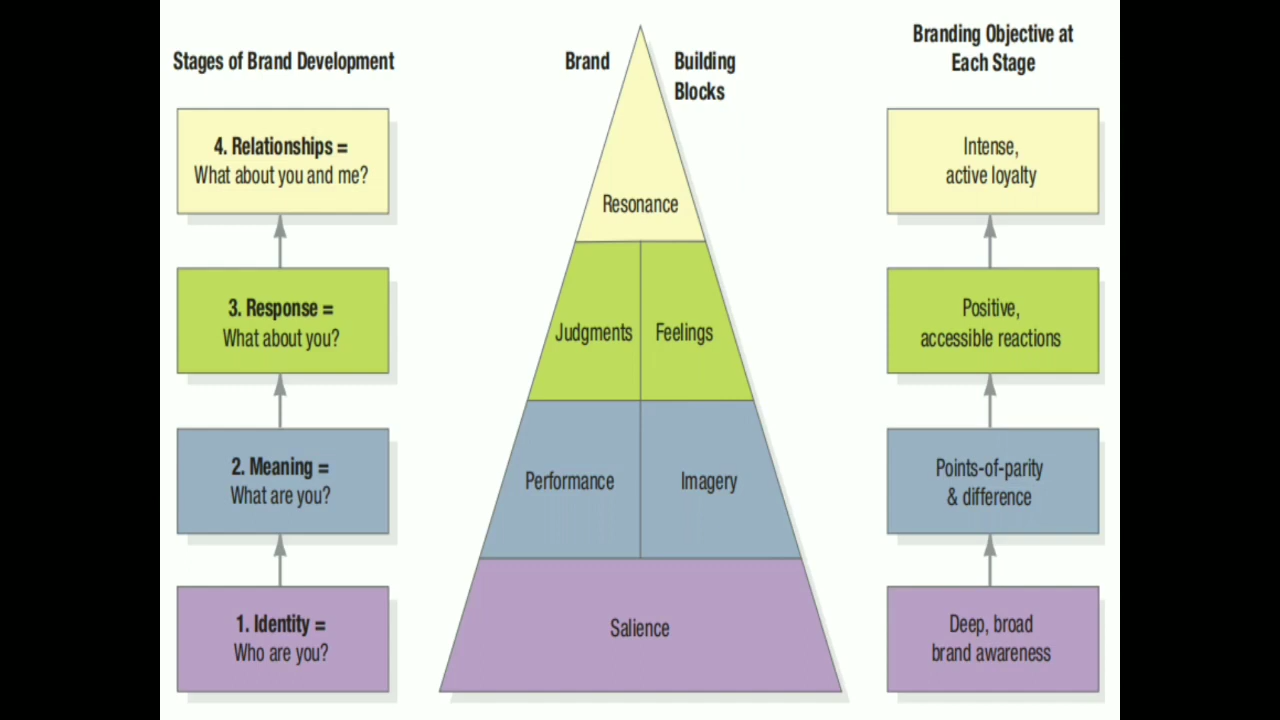 Stages of Brand Development
4. Relationships =
What about you and me?
3. Response =
What about you?
2. Meaning =
What are you?
1. Identity =
Who are you?
Brand Building
Blocks
Resonance
Judgments Feelings
Performance Imagery
Salience
Branding Objective at
Each Stage
Intense,
active loyalty
Positive,
accessible reactions
Points-of-parity
& difference
Deep, broad
brand awareness